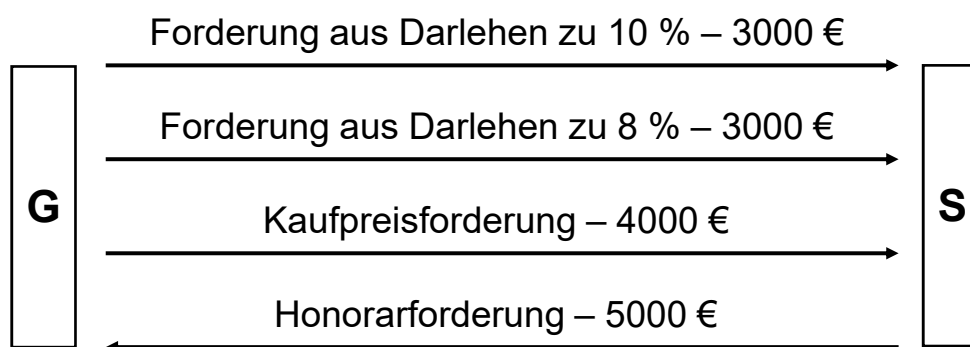 Forderung aus Darlehen zu 10 % – 3000 €
Forderung aus Darlehen zu 8 % – 3000 €
G
S
Kaufpreisforderung – 4000 €
Honorarforderung – 5000 €